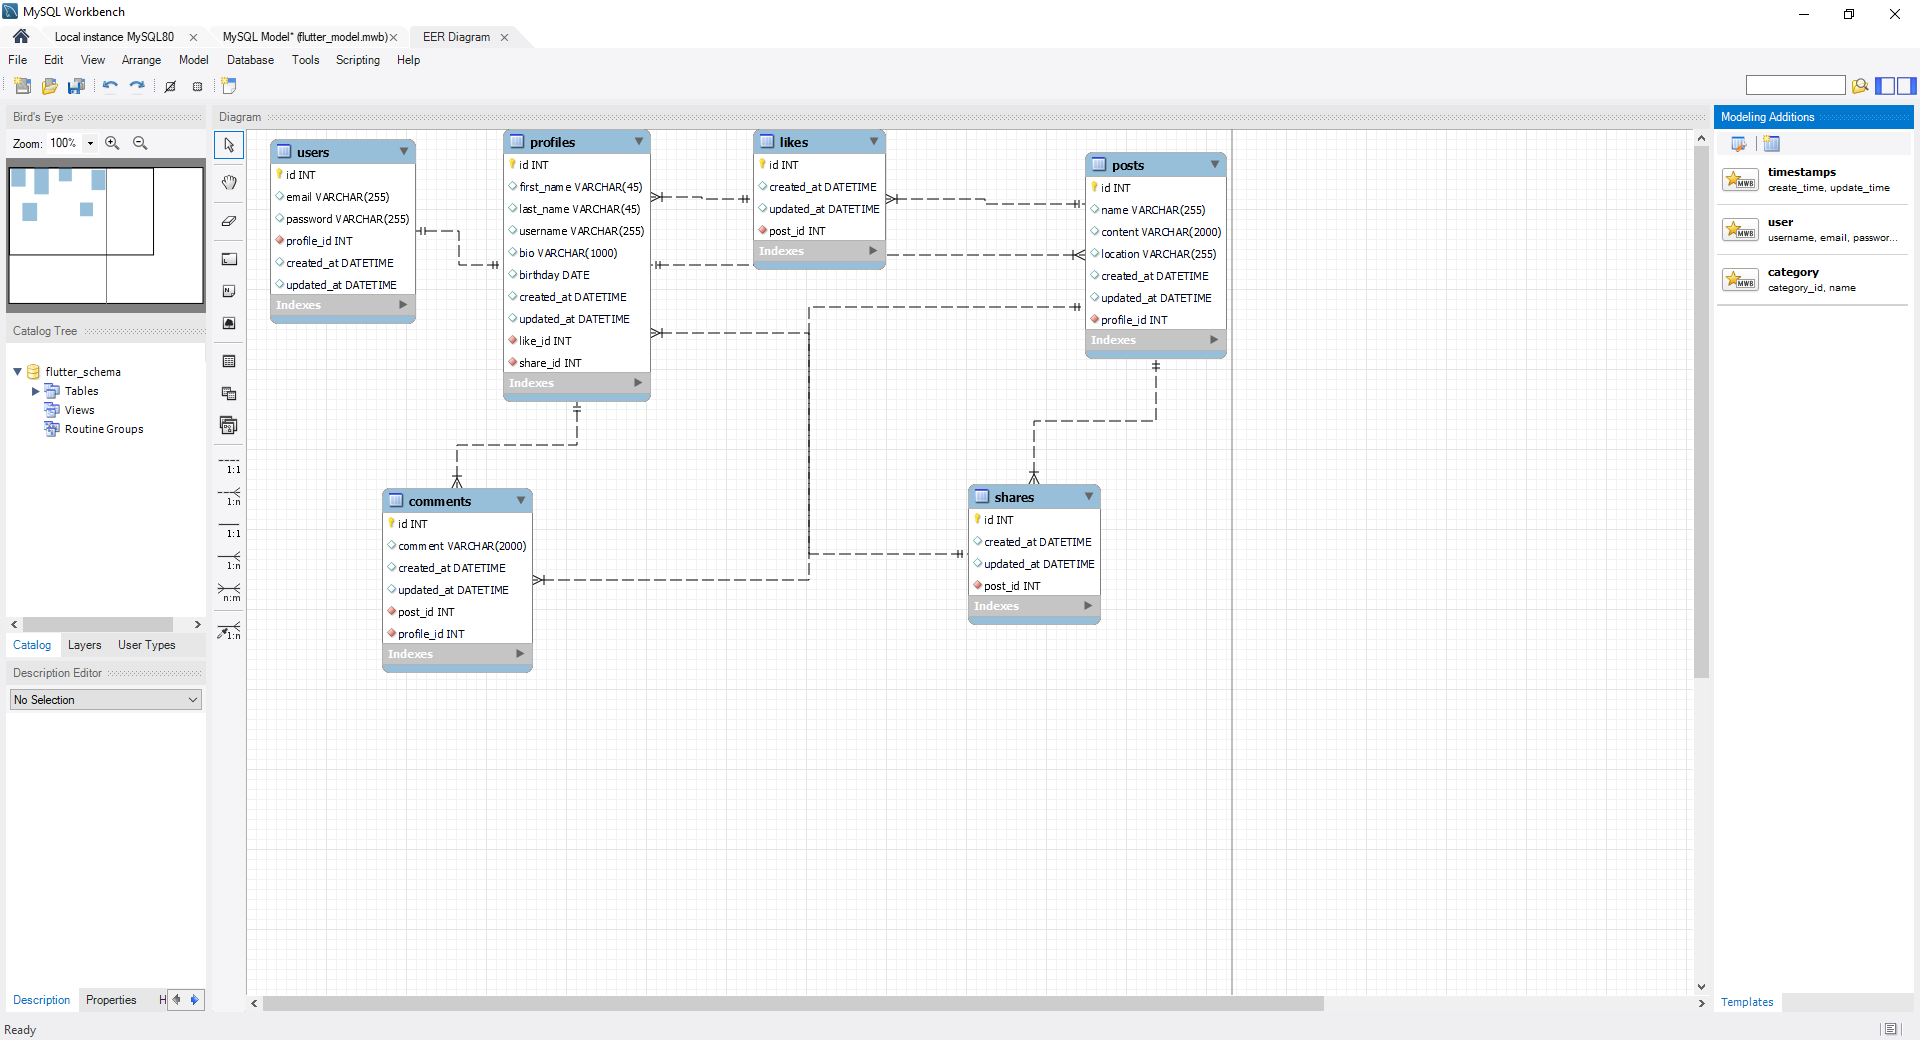 MySQL Workbench
Local instance MySQL80
MySQL Model* (flutter_model.mwb)
EER Diagram
File Edit View Arrange Model Database Tools Scripting Help
Bird's Eye
Zoom: 100%
Catalog Tree
flutter_schema
Tables
Views
Routine Groups
Catalog Layers User Types
Description Editor
No Selection
Description Properties H
Ready
Diagram
1:1
1:n
1:1
1:n
n:m
1:n
users
id INT
email VARCHAR(255)
password VARCHAR(255)
profile_id INT
created_at DATETIME
updated_at DATETIME
Indexes
profiles
id INT
first_name VARCHAR(45)
last_name VARCHAR(45)
username VARCHAR(255)
bio VARCHAR(1000)
birthday DATE
created_at DATETIME
updated_at DATETIME
like_id INT
share_id INT
Indexes
likes
id INT
created_at DATETIME
updated_at DATETIME
post_id INT
Indexes
posts
id INT
name VARCHAR(255)
content VARCHAR(2000)
location VARCHAR(255)
created_at DATETIME
updated_at DATETIME
profile_id INT
Indexes
comments
id INT
comment VARCHAR(2000)
created_at DATETIME
updated_at DATETIME
post_id INT
profile_id INT
Indexes
shares
id INT
created_at DATETIME
updated_at DATETIME
post_id INT
Indexes
Modeling Additions
MWB
timestamps
create_time, update_time
MWB
user
username, email, passwor...
MWB
category
category_id, name
Templates